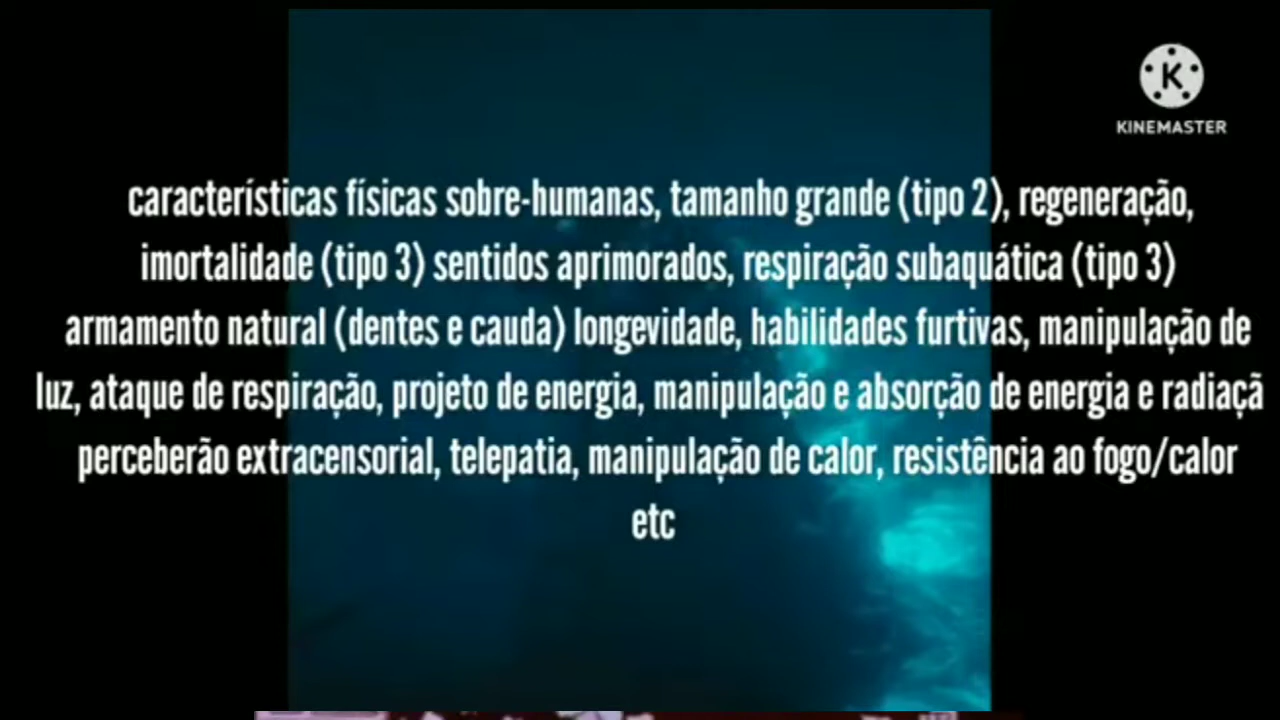 KINEMASTER
características físicas sobre-humanas, tamanho grande (tipo 2), regeneração,
imortalidade (tipo 3) sentidos aprimorados, respiração subaquática (tipo 3)
armamento natural (dentes e cauda) longevidade, habilidades furtivas, manipulação de
luz, ataque de respiração, projeto de energia, manipulação e absorção de energia e radiaçã
perceberão extracensorial, telepatia, manipulação de calor, resistência ao fogo/calor
etc